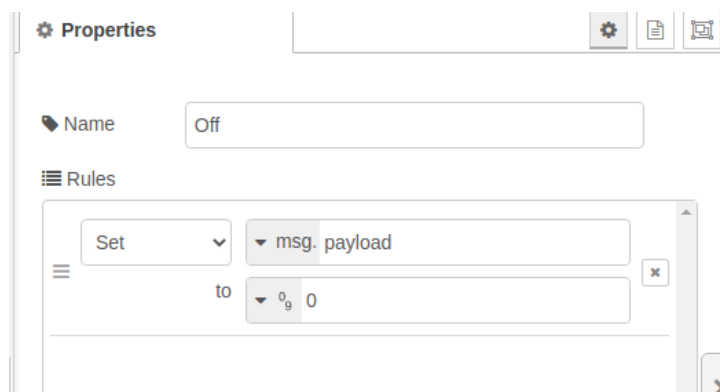 Properties
Name
Off
Rules
Set
msg. payload
to
0
9
0